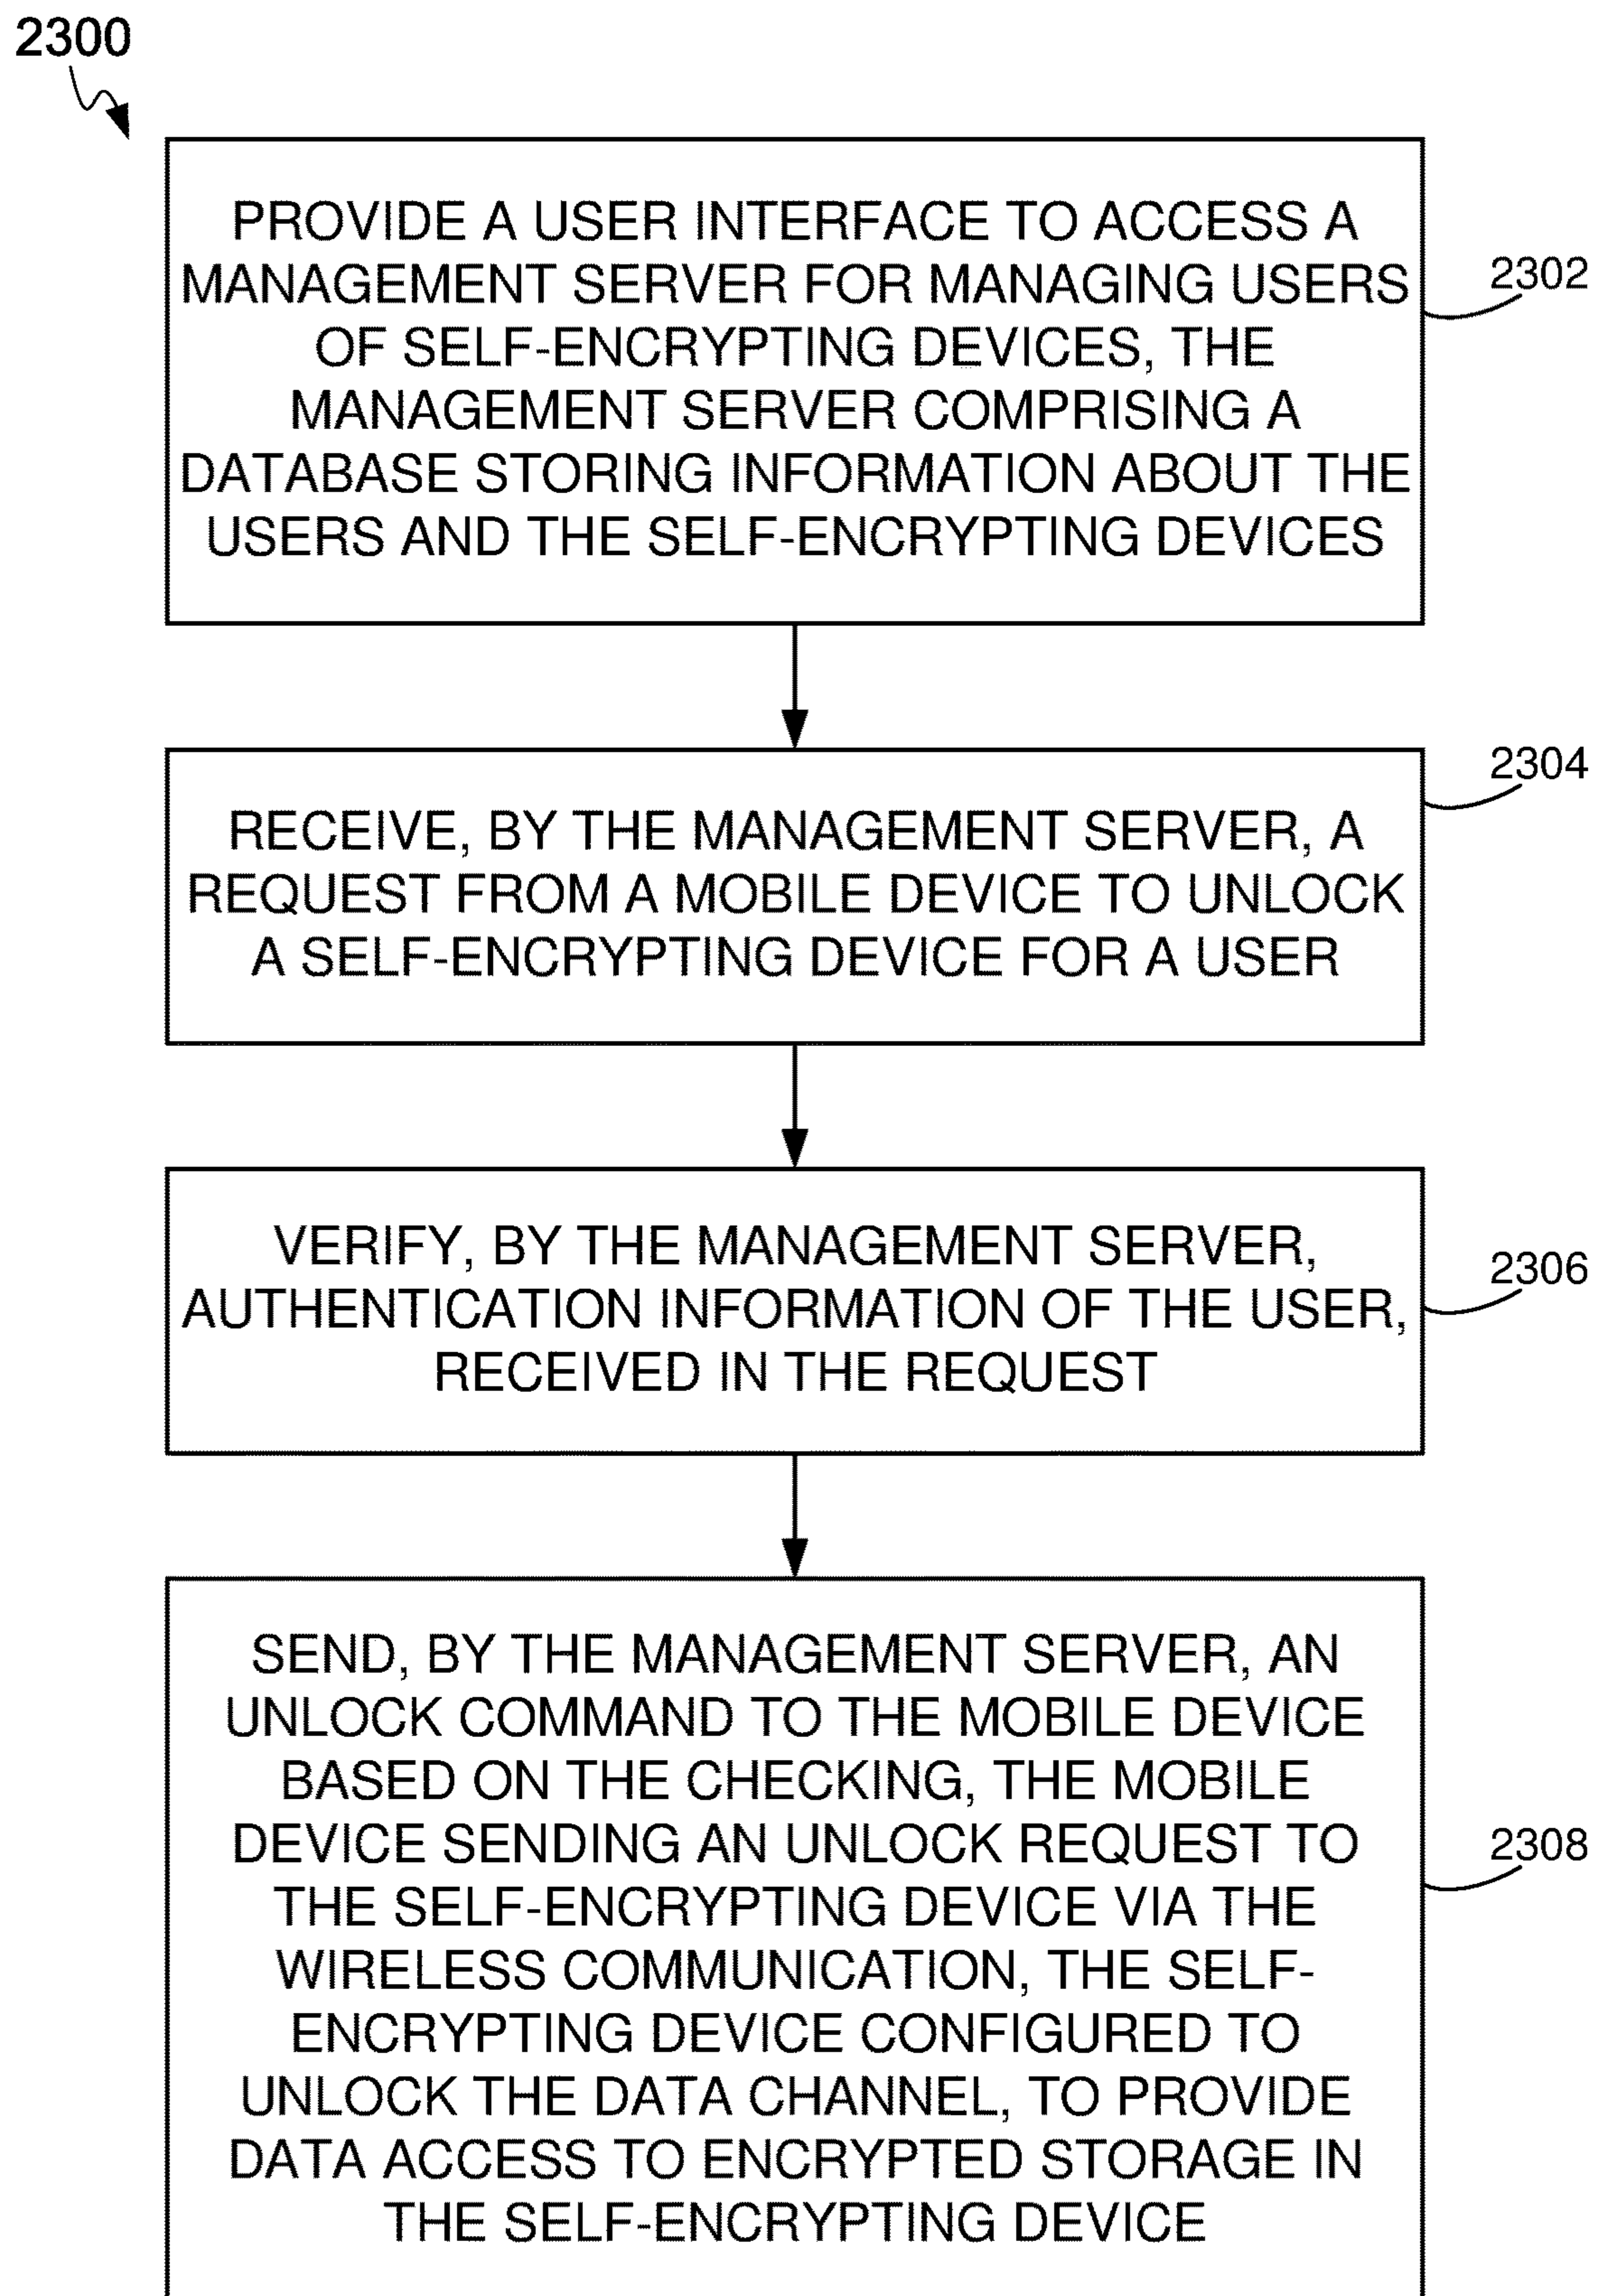 2300
PROVIDE A USER INTERFACE TO ACCESS A
MANAGEMENT SERVER FOR MANAGING USERS
OF SELF-ENCRYPTING DEVICES, THE
MANAGEMENT SERVER COMPRISING A
DATABASE STORING INFORMATION ABOUT THE
USERS AND THE SELF-ENCRYPTING DEVICES
2302
RECEIVE, BY THE MANAGEMENT SERVER, A
REQUEST FROM A MOBILE DEVICE TO UNLOCK
A SELF-ENCRYPTING DEVICE FOR A USER
2304
VERIFY, BY THE MANAGEMENT SERVER,
AUTHENTICATION INFORMATION OF THE USER,
RECEIVED IN THE REQUEST
2306
SEND, BY THE MANAGEMENT SERVER, AN
UNLOCK COMMAND TO THE MOBILE DEVICE
BASED ON THE CHECKING, THE MOBILE
DEVICE SENDING AN UNLOCK REQUEST TO
THE SELF-ENCRYPTING DEVICE VIA THE
WIRELESS COMMUNICATION, THE SELF-
ENCRYPTING DEVICE CONFIGURED TO
UNLOCK THE DATA CHANNEL, TO PROVIDE
DATA ACCESS TO ENCRYPTED STORAGE IN
THE SELF-ENCRYPTING DEVICE
2308